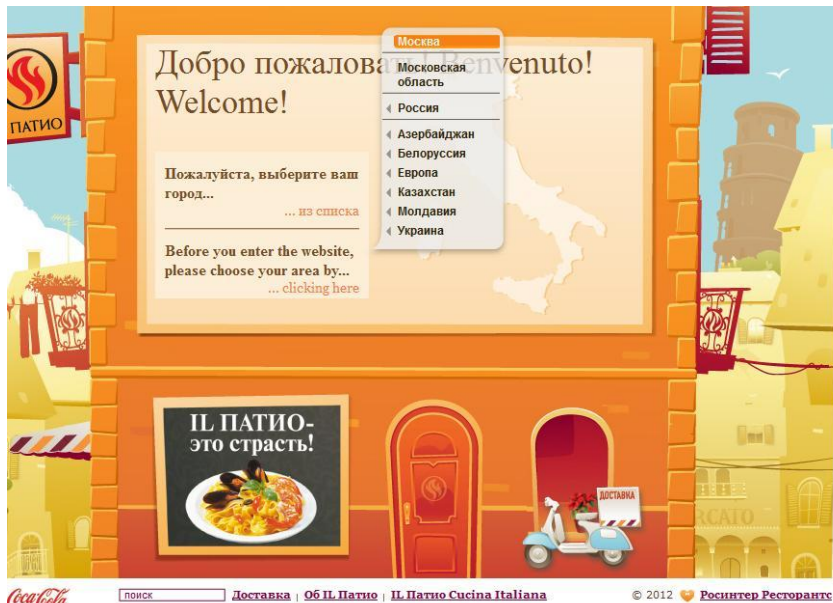 ПАТИО
Добро пожаловать! Benvenuto!
Welcome!
Москва
Московская
область
Россия
Азербайджан
Белоруссия
Европа
Казахстан
Молдавия
Украина
Пожалуйста, выберите ваш
город...
... из списка
Before you enter the website,
please choose your area by...
... clicking here
IL ПАТИО-
это страсть!
ДОСТАВКА
Coca-Cola
поиск
Доставка | Об IL Патио | IL Патио Cucina Italiana
© 2012 Росинтер Ресторантс